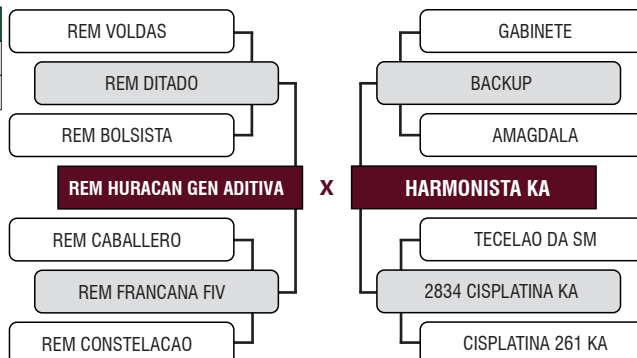 REM VOLDAS
REM DITADO
REM BOLSISTA
REM HURACAN GEN ADITIVA
REM CABALLERO
REM FRANCANA FIV
REM CONSTELACAO
X
GABINETE
BACKUP
AMAGDALA
HARMONISTA KA
TECELAO DA SM
2834 CISPLATINA KA
CISPLATINA 261 KA